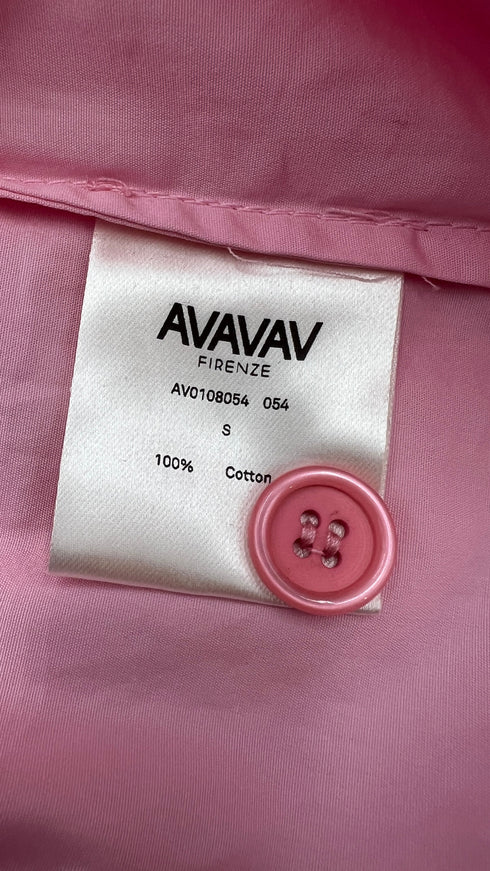 AVAVAV
FIRENZE
AV0108054 054
S
100% Cotton